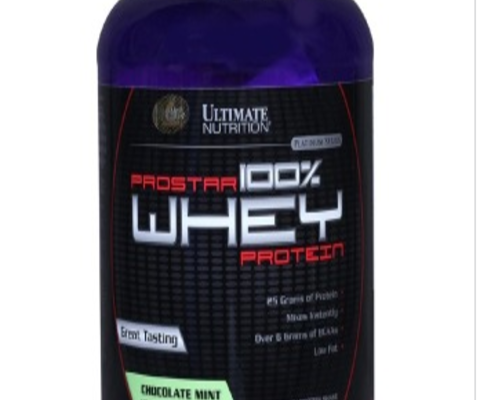 ULTIMATE
NUTRITION
PLATINUM SERIES
PROSTAR 100%
WHEY
PROTEIN
25 Grams of Protein
Mixes Instantly
Over 6 Grams of BCAAs
Low Fat
Great Tasting
CHOCOLATE MINT